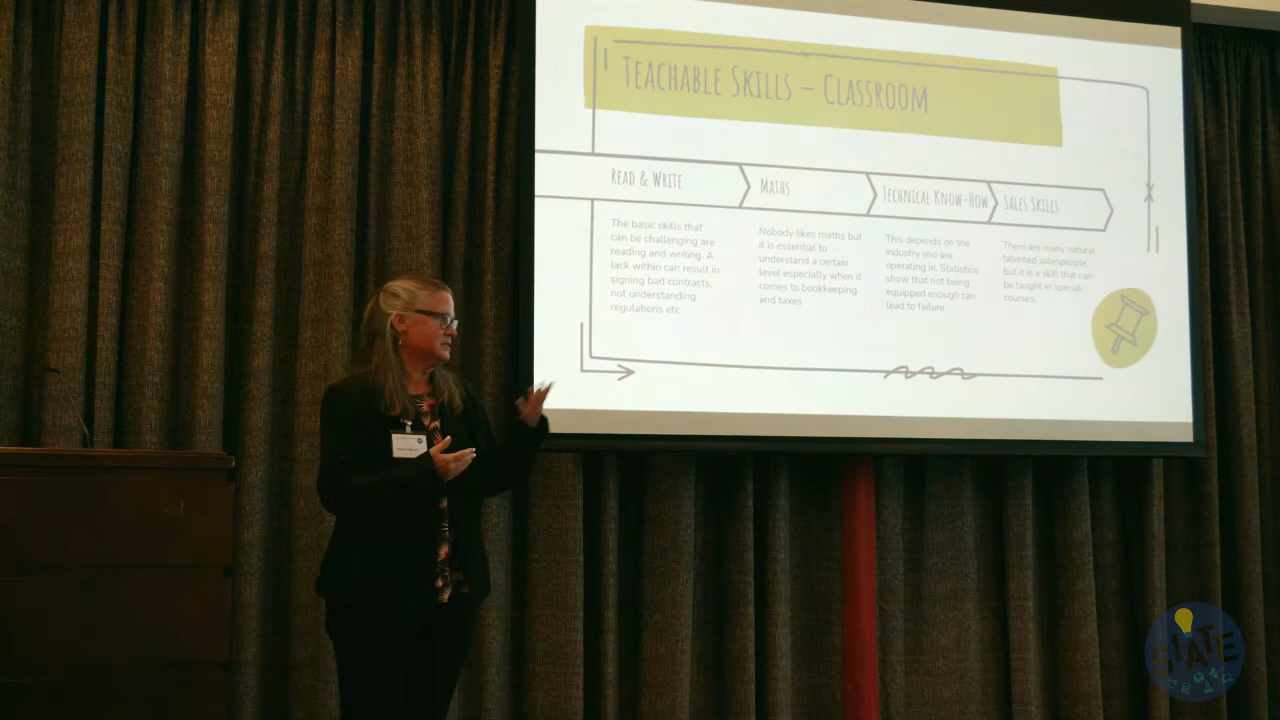 TEACHABLE SKILLS – CLASSROOM
READ & WRITE
The basic skills that
can be challenging are
reading and writing. A
lack within can result in
signing bad contracts,
not understanding
regulations etc.
MATHS
Nobody likes maths but
it is essential to
understand a certain
level especially when it
comes to bookkeeping
and taxes
TECHNICAL KNOW-HOW
This depends on the
industry you are
operating in. Statistics
show that not being
equipped enough can
lead to failure
SALES SKILLS
There are many natural
talented salespeople,
but it is a skill that can
be taught in special
courses.
SIATE